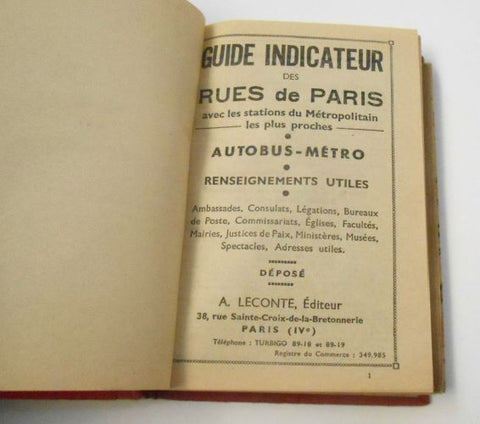 GUIDE INDICATEUR
DES
RUES de PARIS
avec les stations du Métropolitain
les plus proches
AUTOBUS-MÉTRO
RENSEIGNEMENTS UTILES
Ambassades, Consulats, Légations, Bureaux
de Poste, Commissariats, Églises, Facultés,
Mairies, Justices de Paix, Ministères, Musées,
Spectacles, Adresses utiles.
DÉPOSÉ
A. LECONTE, Éditeur
38, rue Sainte-Croix-de-la-Bretonnerie
PARIS (IVe)
Téléphone : TURBIGO 89-18 et 89-19
Registre du Commerce : 349.985
1